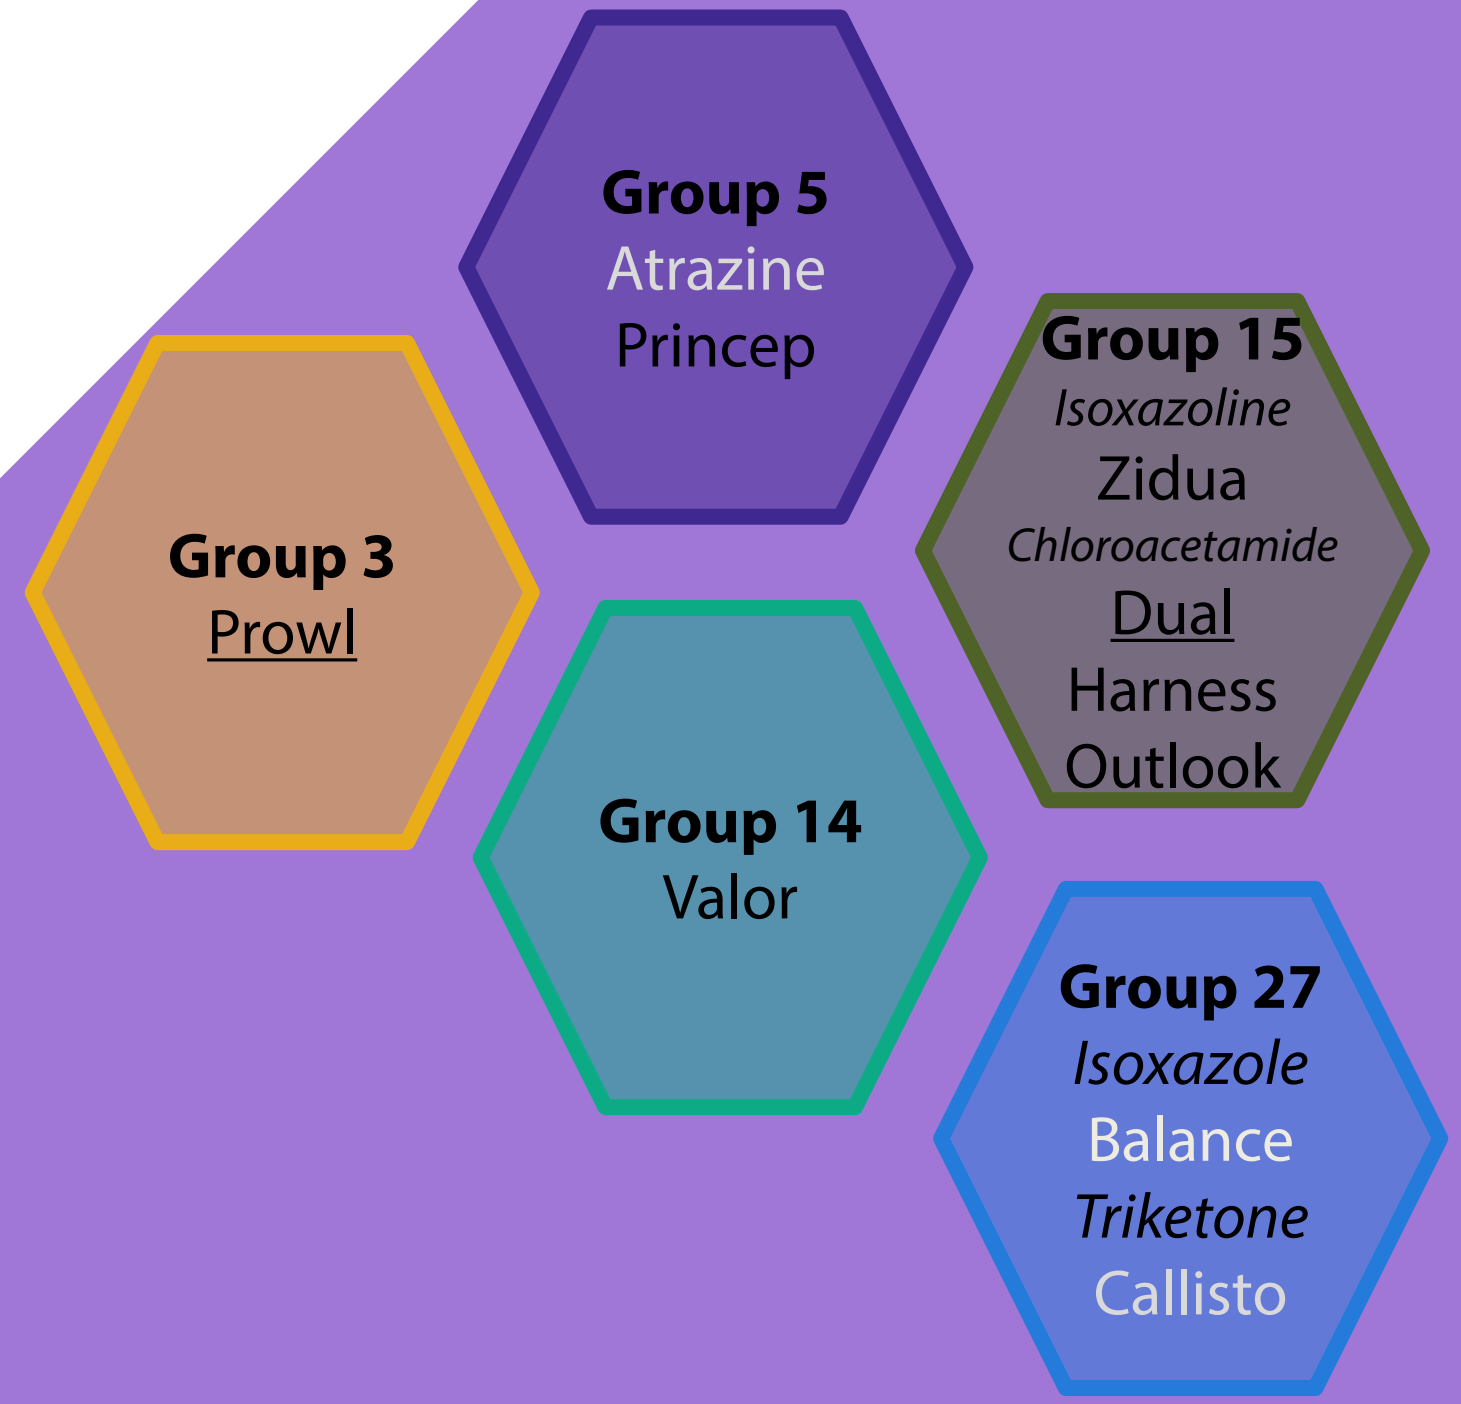 Group 5
Atrazine
Princep
Group 15
Isoxazoline
Zidua
Chloroacetamide
Dual
Harness
Outlook
Group 3
Prowl
Group 14
Valor
Group 27
Isoxazole
Balance
Triketone
Callisto